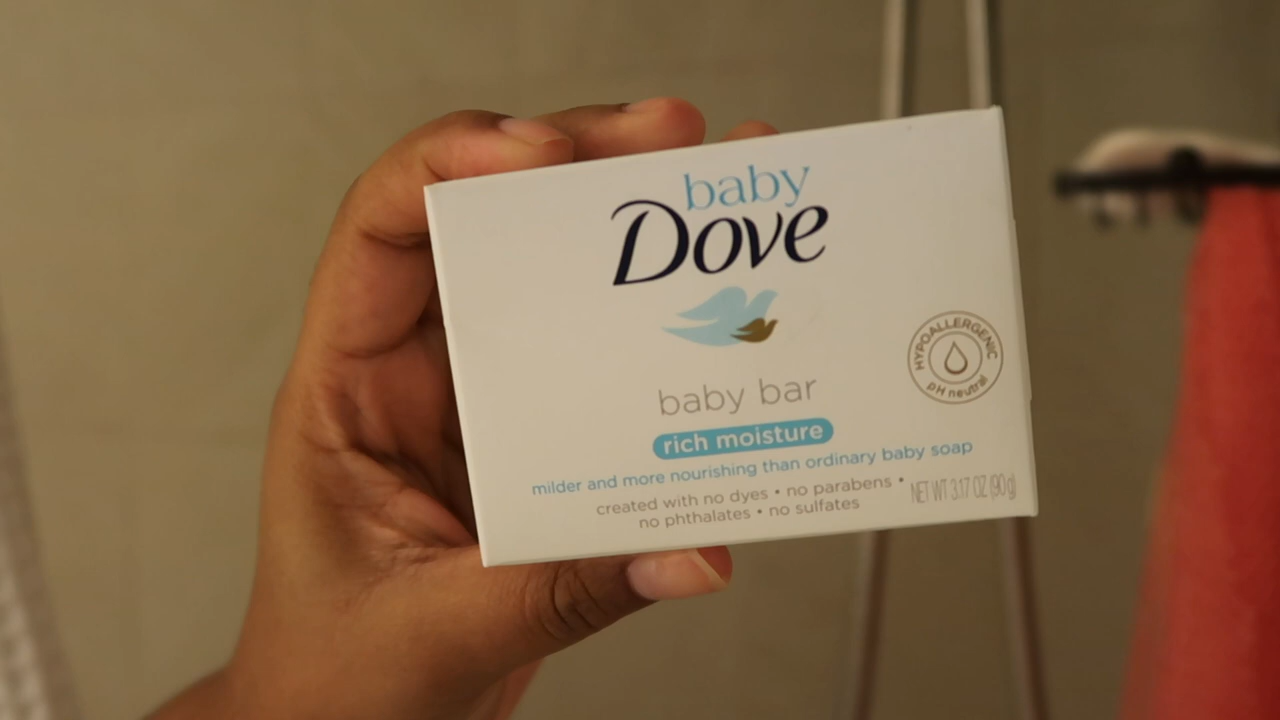 baby
Dove
HYPOALLERGENIC
pH neutral
baby bar
rich moisture
milder and more nourishing than ordinary baby soap
created with no dyes • no parabens •
no phthalates • no sulfates
NET WT 3.17 OZ (90g)